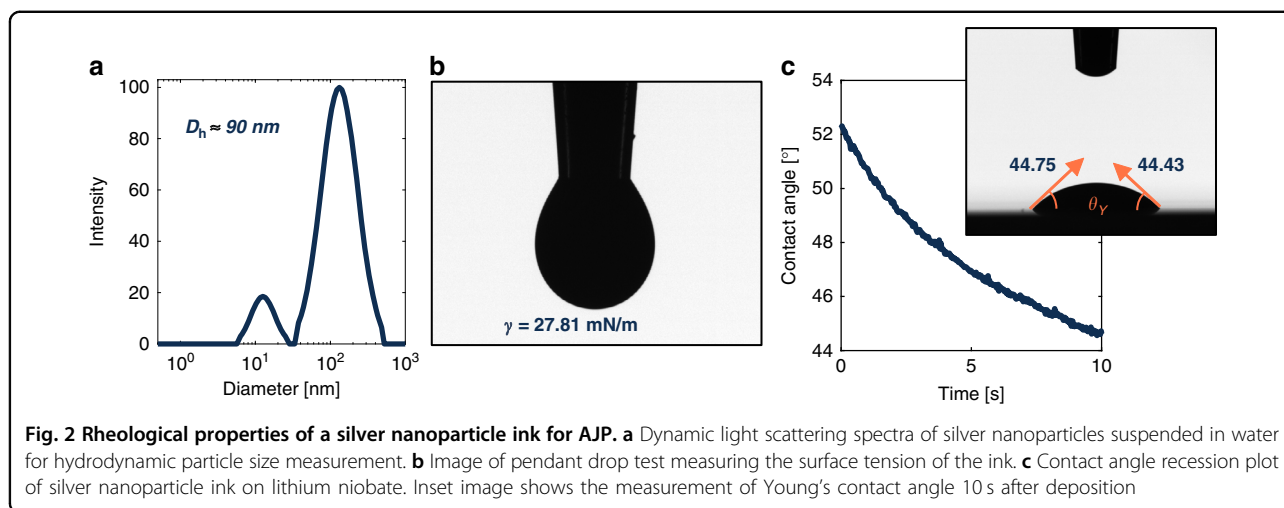 a
100
80
60
40
20
0
Intensity
D_h ≈ 90 nm
10^0 10^1 10^2 10^3
Diameter [nm]
b
γ = 27.81 mN/m
c
54
52
50
48
46
44
Contact angle [°]
0 5 10
Time [s]
44.75 44.43
θ_Y
Fig. 2 Rheological properties of a silver nanoparticle ink for AJP. a Dynamic light scattering spectra of silver nanoparticles suspended in water
for hydrodynamic particle size measurement. b Image of pendant drop test measuring the surface tension of the ink. c Contact angle recession plot
of silver nanoparticle ink on lithium niobate. Inset image shows the measurement of Young's contact angle 10 s after deposition